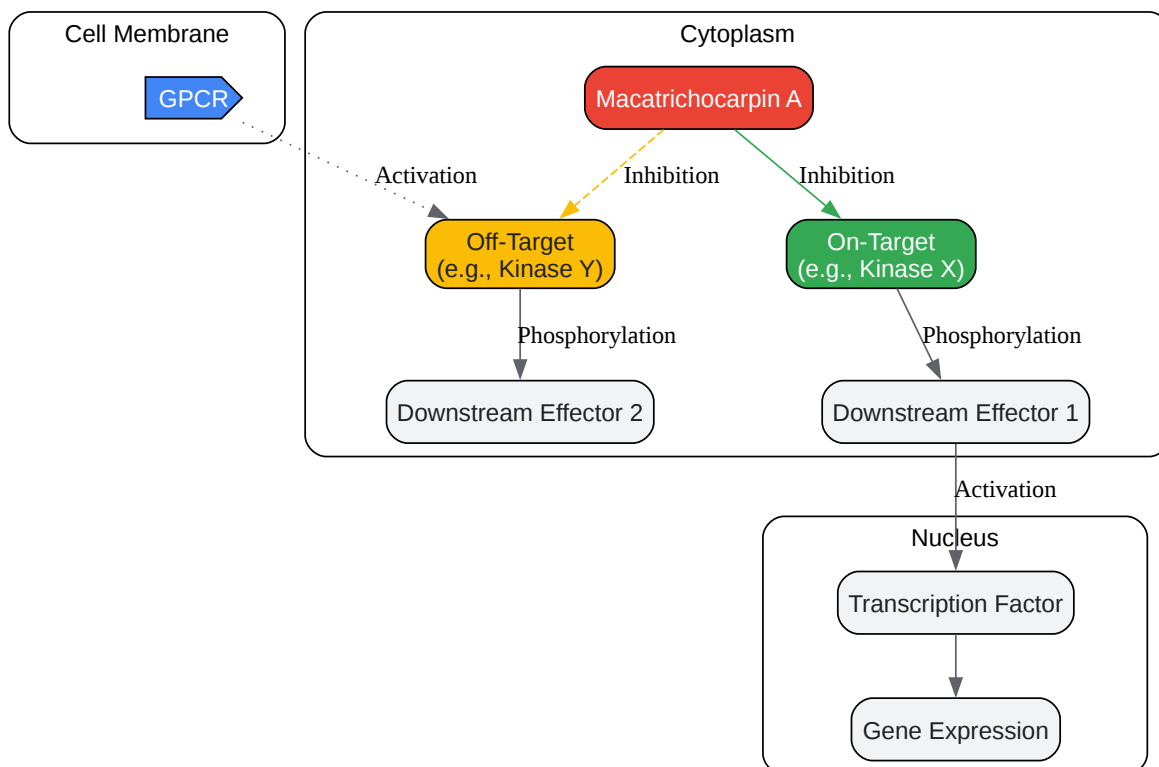 Cell Membrane
Cytoplasm
GPCR
Macatrichocarpin A
Activation
Inhibition
Inhibition
Off-Target
(e.g., Kinase Y)
On-Target
(e.g., Kinase X)
Phosphorylation
Phosphorylation
Downstream Effector 2
Downstream Effector 1
Activation
Nucleus
Transcription Factor
Gene Expression